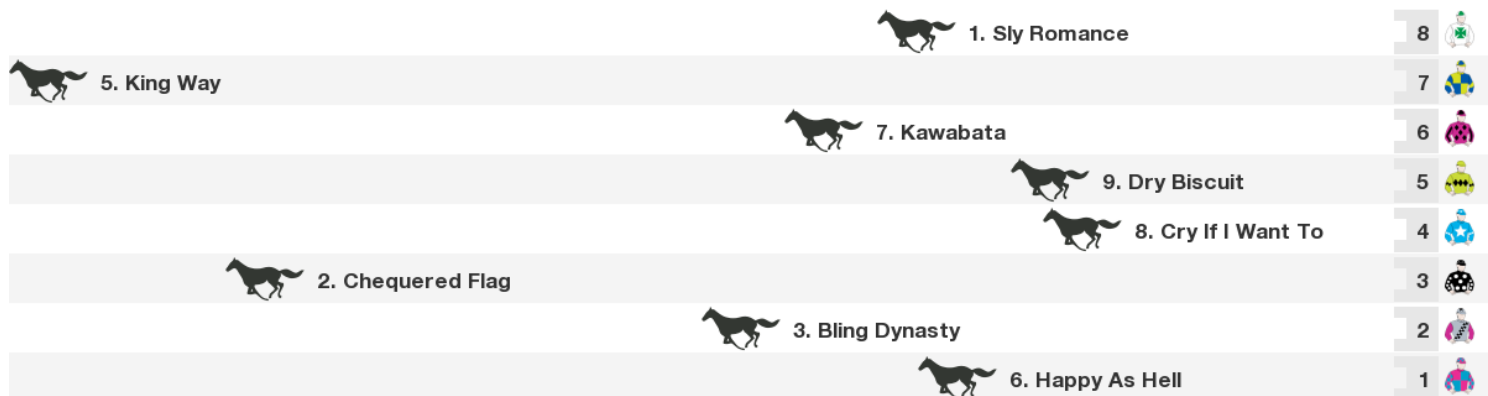 1. Sly Romance 8
5. King Way 7
7. Kawabata 6
9. Dry Biscuit 5
8. Cry If I Want To 4
2. Chequered Flag 3
3. Bling Dynasty 2
6. Happy As Hell 1